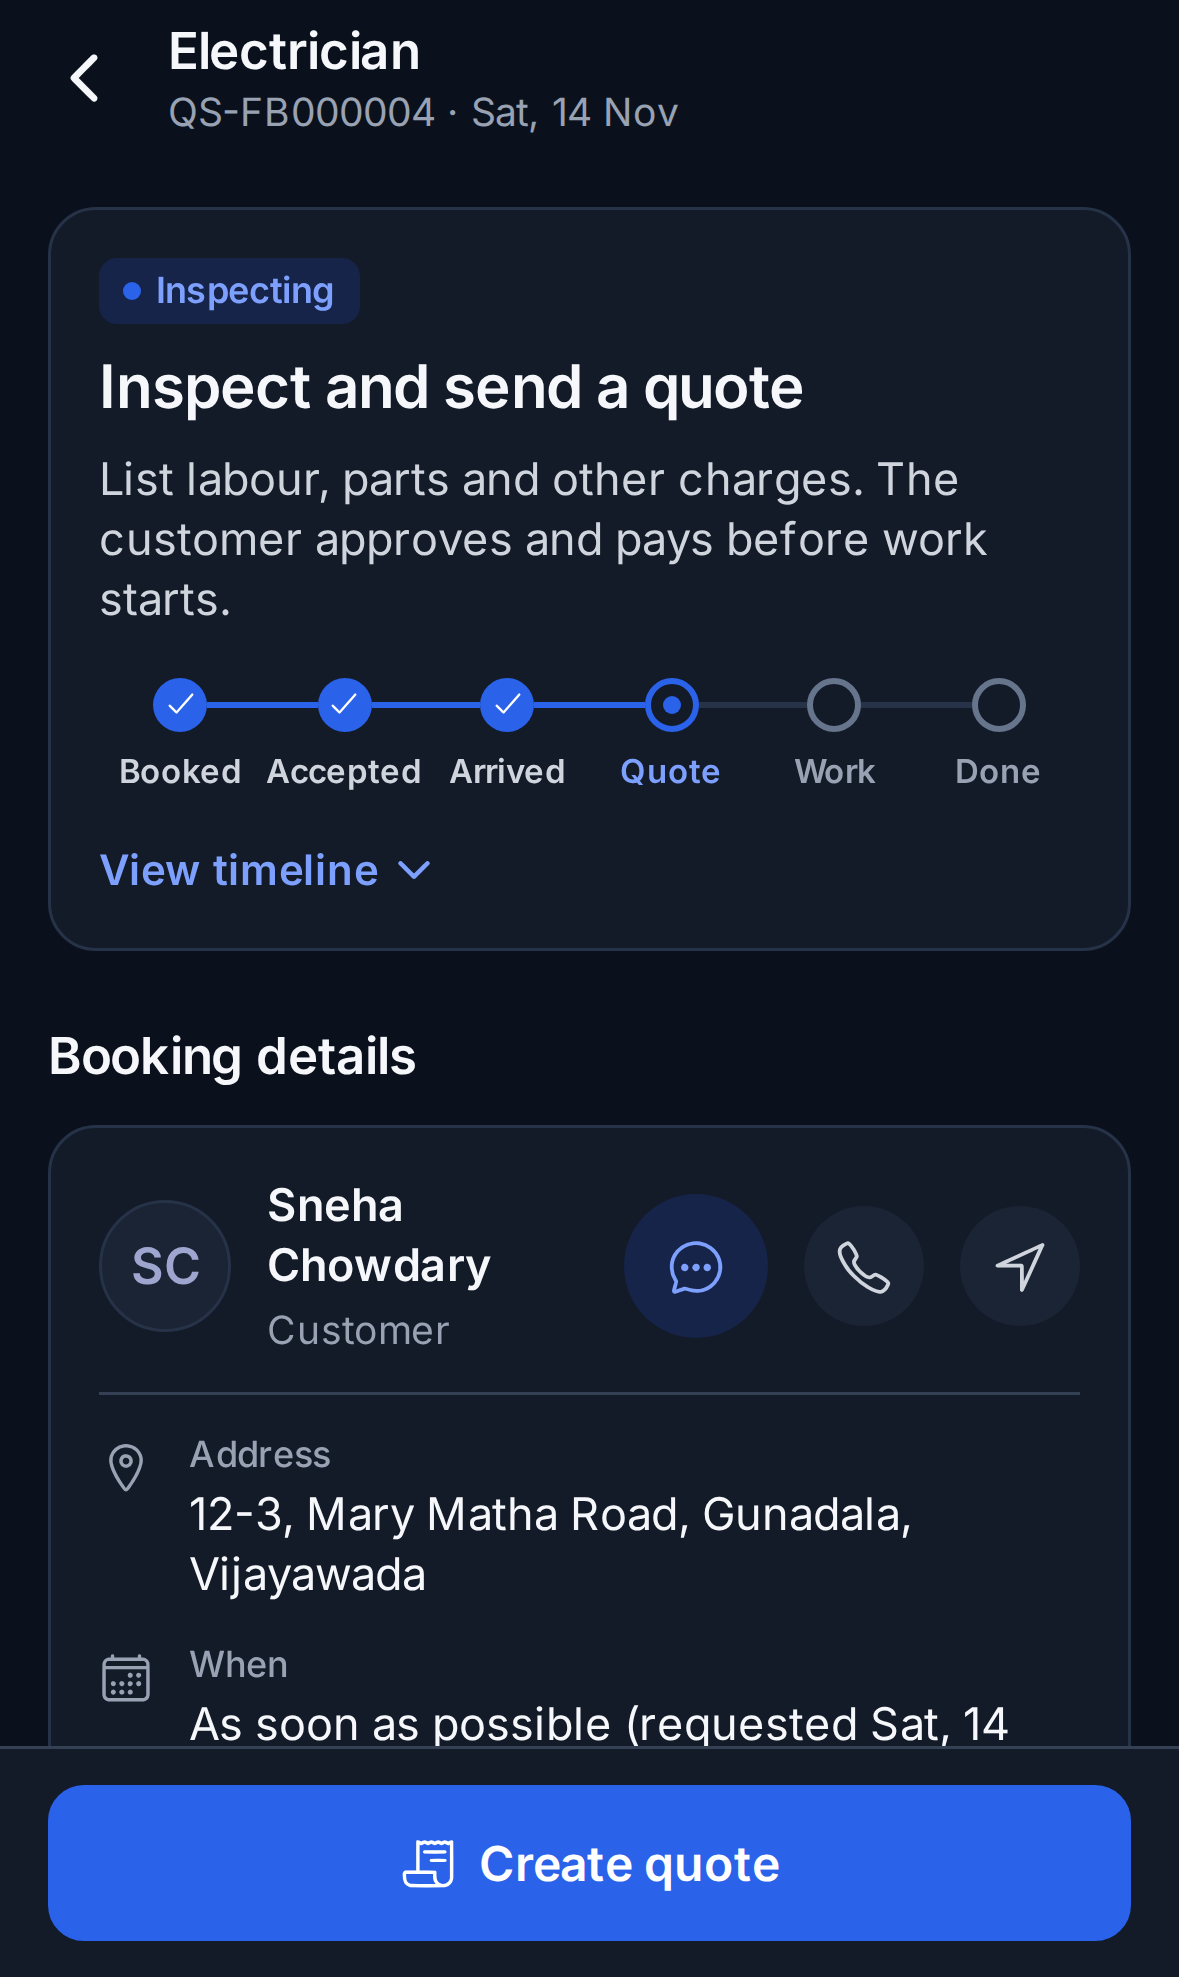 Electrician
QS-FB000004 · Sat, 14 Nov
Inspecting
Inspect and send a quote
List labour, parts and other charges. The
customer approves and pays before work
starts.
Booked Accepted Arrived Quote Work Done
View timeline
Booking details
SC
Sneha
Chowdary
Customer
Address
12-3, Mary Matha Road, Gunadala,
Vijayawada
When
As soon as possible (requested Sat, 14
Create quote